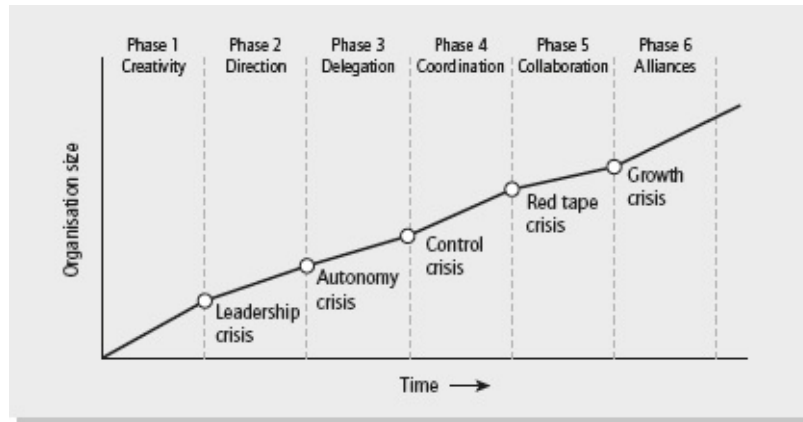 Phase 1
Creativity
Phase 2
Direction
Phase 3
Delegation
Phase 4
Coordination
Phase 5
Collaboration
Phase 6
Alliances
Organisation size
Leadership
crisis
Autonomy
crisis
Control
crisis
Red tape
crisis
Growth
crisis
Time